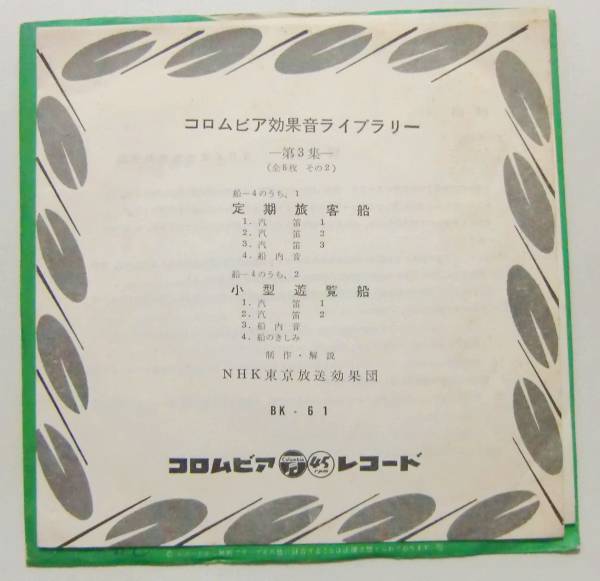 コロムビア効果音ライブラリー
—第3集—
(全6枚 その2)
船—4のうち、1
定期旅客船
1. 汽笛1
2. 汽笛2
3. 汽笛3
4. 船内音
船—4のうち、2
小型遊覧船
1. 汽笛1
2. 汽笛2
3. 船内音
4. 船のきしみ
制作・解説
NHK東京放送効果団
BK-61
コロムビア Columbia 45 rpm レコード